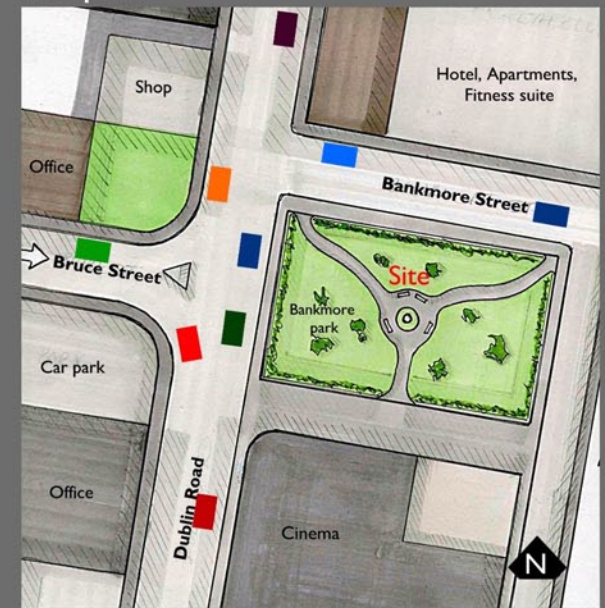 Shop
Hotel, Apartments,
Fitness suite
Office
Bankmore Street
Bruce Street
Site
Bankmore
park
Car park
Office
Dublin Road
Cinema
N